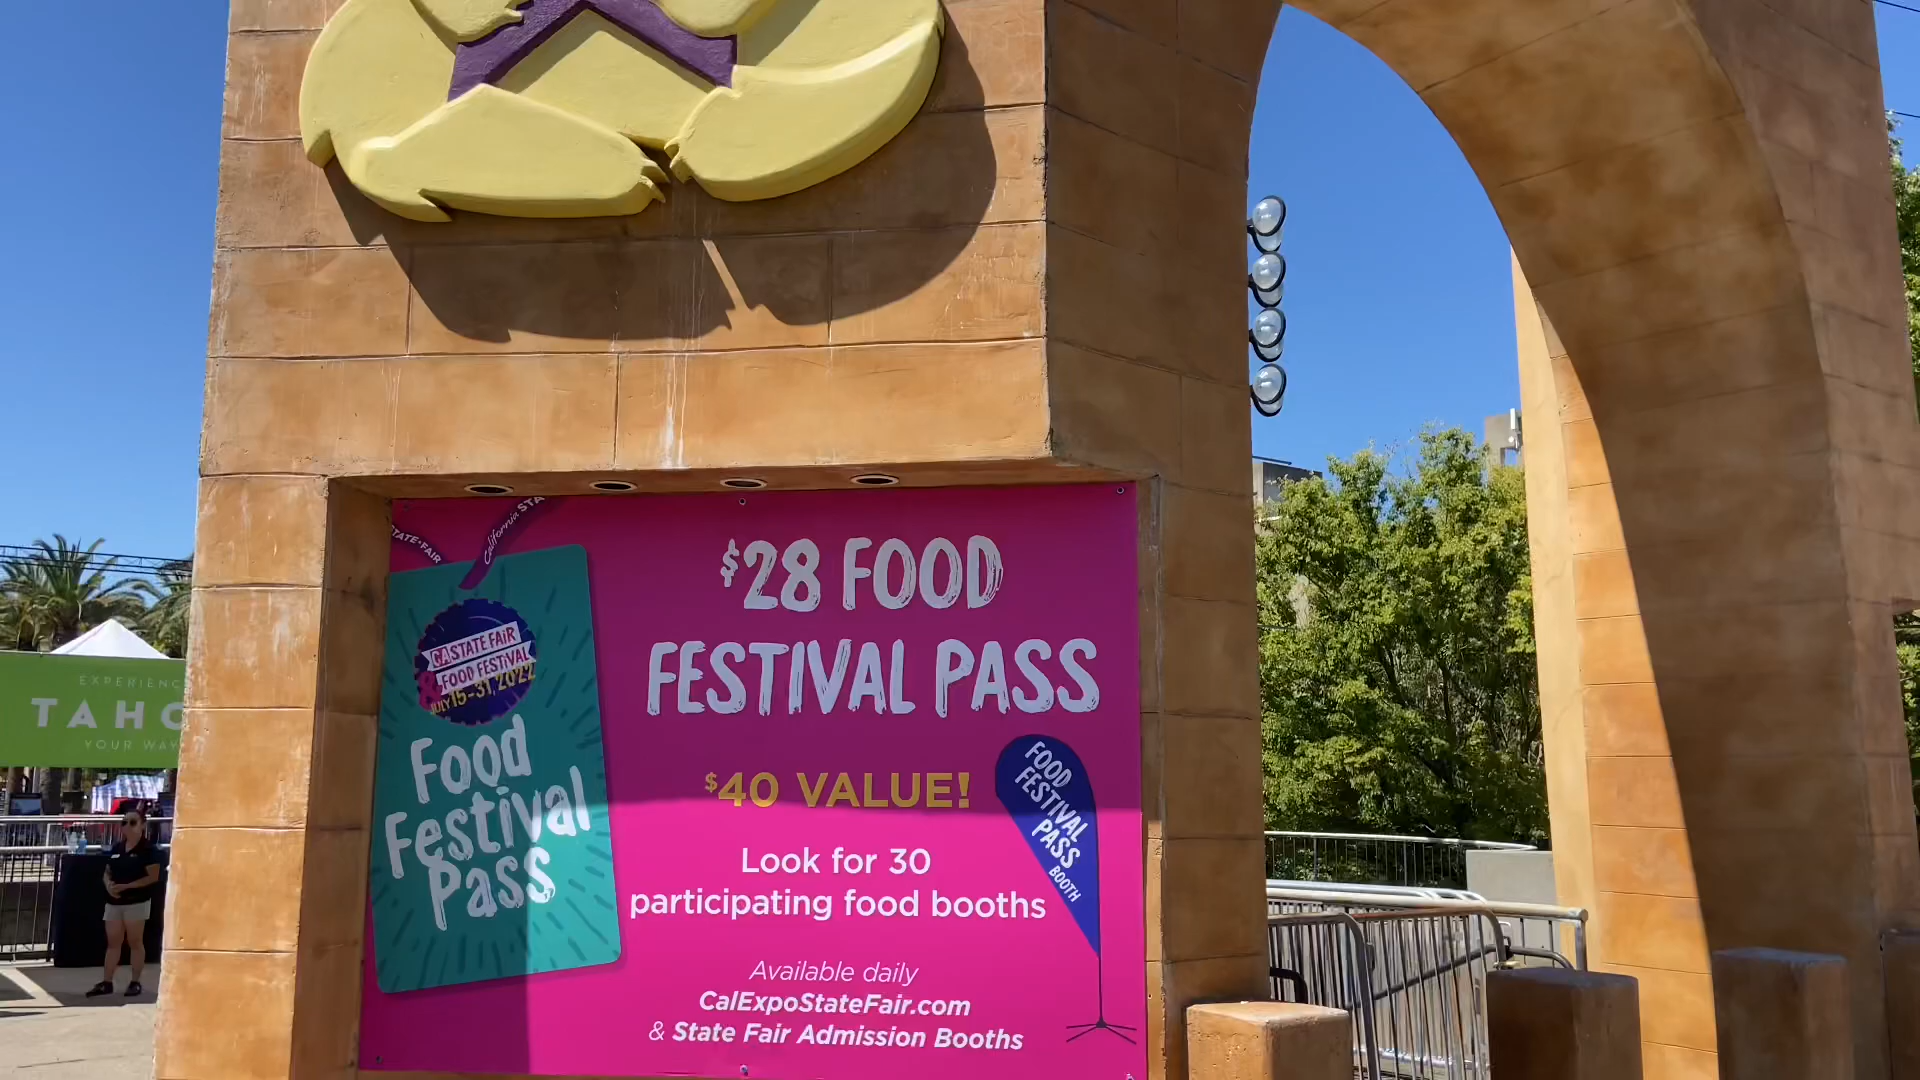 EXPERIENC
TAHO
YOUR WAY
STATE FAIR
California STA
CA STATE FAIR
FOOD FESTIVAL
JULY 15-31, 2022
Food
Festival
Pass
$28 FOOD
FESTIVAL PASS
$40 VALUE!
Look for 30
participating food booths
Available daily
CalExpoStateFair.com
& State Fair Admission Booths
FOOD
FESTIVAL
PASS
BOOTH